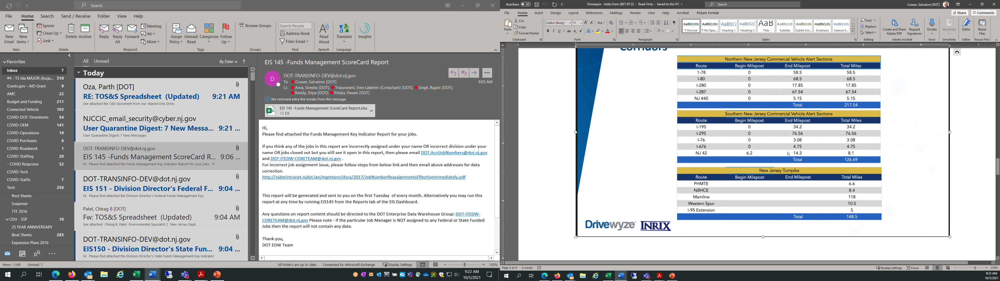 Search
File Home Search Send / Receive Folder View Help
New Email
New Items
Ignore
Clean Up
Junk
Delete
Archive
Reply
Reply All
Forward
Meeting
IM
More
Assign Policy
Unread/ Read
Categorize
Follow Up
Browse Groups
Search People
Address Book
Filter Email
Read Aloud
Translate
Insights
New Delete Respond Tags Groups Find Speech Language
Favorites
Inbox 7
#4 - TS Ida MAJOR (Augu... 310
Grants.gov - AID Grant 9
AMC 22
Budget and Funding 211
Connected Vehicle 103
COVID-DOT-Timesheets 54
COVID-OEM 141
COVID-Operations 19
COVID-Purchases 6
COVID-Roadwork 1
COVID-Staffing 20
- COVID Response 52
COVID-Tech
COVID-Traffic 7
Tech 256
Pool Sheets
Suspense
TTF 2016
CDU - SSP 10
25 YEAR ANNIVERSARY
Beat Sheets 283
Expansion Plans 2016
Items: 1,599 Unread: 7
All Unread By Date
Today
Oza, Parth [DOT]
RE: TOS&S Spreadsheet (Updated) 9:21 AM
See attached the CED document from our shared One Drive.
NJCCIC_email_security@cyber.nj.gov
User Quarantine Digest: 7 New Messa... 9:21 ...
User Quarantine Digest: 7 New Messages
DOT-TRANSINFO-DEV@dot.nj.gov
EIS 145 -Funds Management ScoreCard R... 9:06 ...
Hi, Please find attached the Funds Management Key Indicator Report for your jobs. If
DOT-TRANSINFO-DEV@dot.nj.gov
EIS 151 - Division Director's Federal F... 9:04 ...
Hi, Please find attached the Division Director's Federal Funds Management Key
Patel, Chirag B [DOT]
Fw: TOS&S Spreadsheet (Updated) 9:04 AM
See attached Chirag B. Patel Environmental Specialist 2 New Jersey Dept.
DOT-TRANSINFO-DEV@dot.nj.gov
EIS150 - Division Director's State Fun... 9:04 ...
Hi, Please find attached the Division Director's State Funds Management Key Indicator
EIS 145 -Funds Management ScoreCard Report
D
DOT-TRANSINFO-DEV@dot.nj.gov
To Cowan, Salvatore [DOT] 9:05 AM
Cc Avva, Siresha [DOT]; Tripuraneni, Sree Lakshmi (Consultant) [DOT]; Singh, Rajani [DOT];
Reddy, Silpa [DOT]; Pittala, Pavani [DOT]
We removed extra line breaks from this message.
EIS 145 -Funds Management ScoreCard Report.xlsx
13 KB
Hi,
Please find attached the Funds Management Key Indicator Report for your jobs.
If you think any of the jobs in this report are incorrectly assigned under your name OR incorrect division under your
name OR jobs closed out but you still see it open in this report, then please email DOT.AcctJobNumbers@dot.nj.gov
and DOT-ITEDW-CORETEAM@dot.nj.gov .
For incorrect job assignment issue, please follow steps from below link and then email above addresses for data
correction.
http://njdotintranet.njdot.lan/mgmtann/docs/2017/JobNumberReassignmentsEffectiveImmediately.pdf
This report will be generated and sent to you on the first Tuesday of every month. Alternatively you may run this
report at any time by running EIS145 from the Reports tab of the EIS Dashboard.
Any questions on report content should be directed to the DOT Enterprise Data Warehouse Group: DOT-ITEDW-
CORETEAM@dot.nj.gov Please note - If the particular Job Manager is NOT assigned to any Federal or State Funded
Jobs then the report will not contain any data.
Thank you,
DOT EDW Team
All folders are up to date. Connected to: Microsoft Exchange Display Settings 100%
9:22 AM
10/5/2021
AutoSave Off Drivewyze - slides from 2021 07 22 - Read-Only - Saved to this PC Search Cowan, Salvatore [DOT]
File Home Insert Design Layout References Mailings Review View Help Acrobat Picture Format Share Comments
Paste
Cut
Copy
Format Painter
Calibri (Body) 11
AaBbCcDc AaBbCcDc AaBbCc AaBbCcC AaB AaBbCcD AaBbCcDc AaBbCcDc AaBbCcDc
¶ Normal ¶ No Spac... Heading 1 Heading 2 Title Subtitle Subtle Em... Emphasis Intense E...
Find
Replace
Select
Create and Share Adobe PDF
Request Signatures
Dictate
Sensitivity
Editor
Reuse Files
Clipboard Font Paragraph Styles Editing Adobe Acrobat Voice Sensitivity Editor Reuse Files
Corridors
Northern New Jersey Commercial Vehicle Alert Sections
Route Begin Milepost End Milepost Total Miles
1-78 0 58.5 58.5
I-80 0 68.5 68.5
I-280 0 17.85 17.85
I-287 0 67.54 67.54
NJ 440 0 5.15 5.15
Total 217.54
Southern New Jersey Commercial Vehicle Alert Sections
Route Begin Milepost End Milepost Total Miles
I-195 0 34.2 34.2
I-295 0 76.56 76.56
I-76 0 3.08 3.08
I-676 0 4.75 4.75
NJ 42 6.2 14.3 8.1
Total 126.69
New Jersey Turnpike
Route Begin Milepost End Milepost Total Miles
PHMTE 6.6
NBHCE 8.4
Mainline 118
Western Spur 10.5
I-95 Extension 5
Total 148.5
Drivewyze INRIX
Page 3 of 4 0 words Display Settings Focus 230%
9:22 AM
10/5/2021